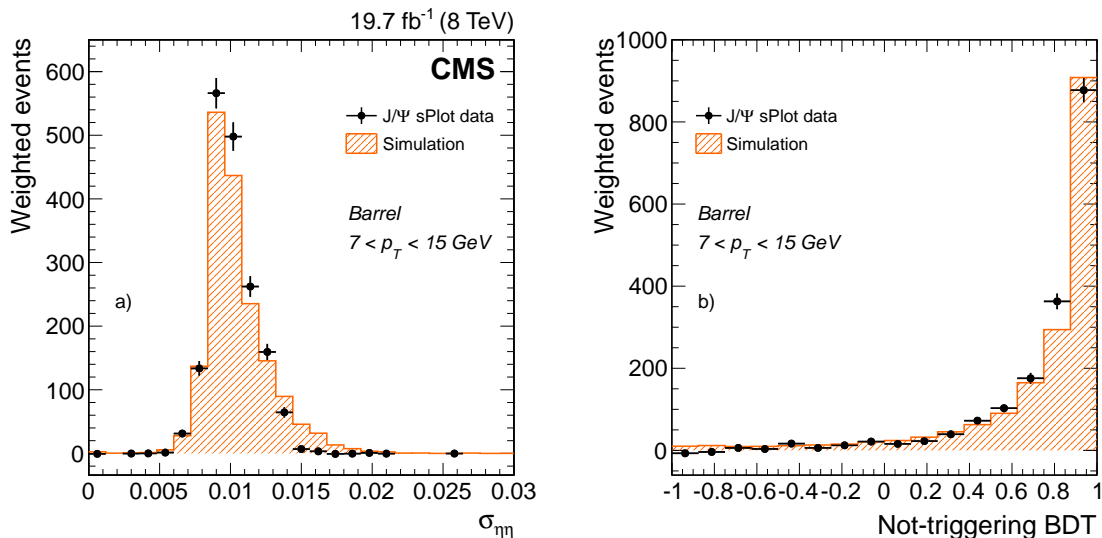 19.7 fb⁻¹ (8 TeV)
Weighted events
600
500
400
300
200
100
0
CMS
J/Ψ sPlot data
Simulation
Barrel
7 < p_T < 15 GeV
a)
0 0.005 0.01 0.015 0.02 0.025 0.03
σ_ηη
Weighted events
1000
800
600
400
200
0
J/Ψ sPlot data
Simulation
Barrel
7 < p_T < 15 GeV
b)
-1 -0.8 -0.6 -0.4 -0.2 0 0.2 0.4 0.6 0.8 1
Not-triggering BDT